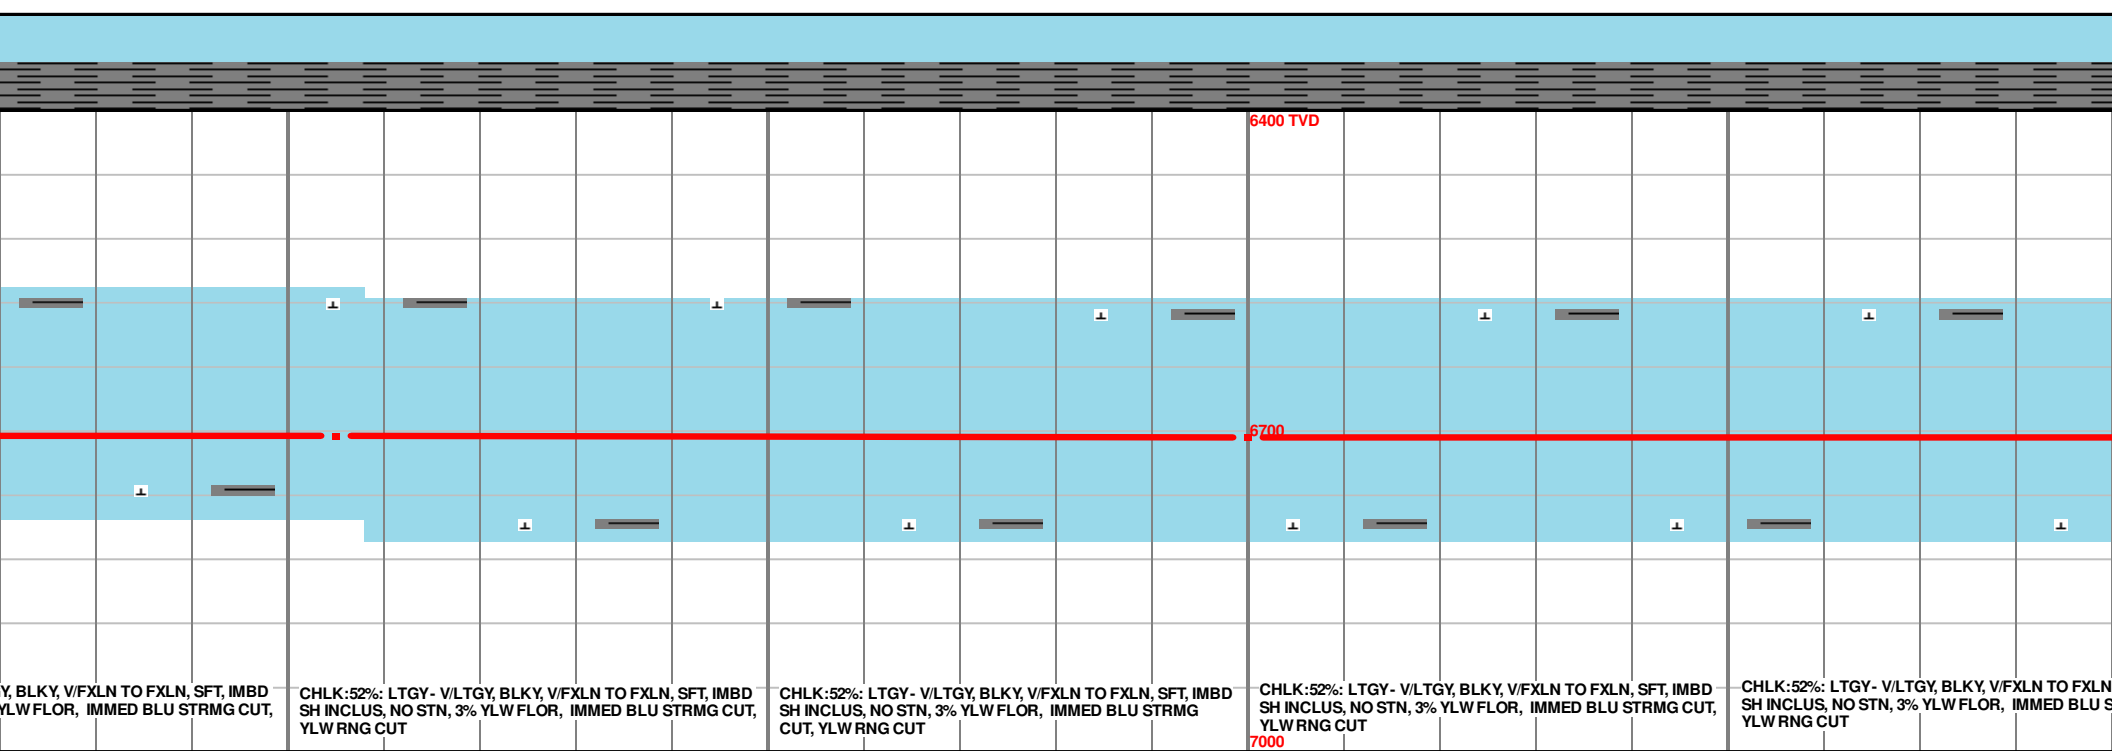 6400 TVD
6700
Y, BLKY, V/FXLN TO FXLN, SFT, IMBD
YLW FLOR,  IMMED BLU STRMG CUT,
CHLK:52%: LTGY- V/LTGY, BLKY, V/FXLN TO FXLN, SFT, IMBD
SH INCLUS, NO STN, 3% YLW FLOR,  IMMED BLU STRMG CUT,
YLW RNG CUT
CHLK:52%: LTGY- V/LTGY, BLKY, V/FXLN TO FXLN, SFT, IMBD
SH INCLUS, NO STN, 3% YLW FLOR,  IMMED BLU STRMG
CUT, YLW RNG CUT
CHLK:52%: LTGY- V/LTGY, BLKY, V/FXLN TO FXLN, SFT, IMBD
SH INCLUS, NO STN, 3% YLW FLOR,  IMMED BLU STRMG CUT,
YLW RNG CUT
CHLK:52%: LTGY- V/LTGY, BLKY, V/FXLN TO FXLN
SH INCLUS, NO STN, 3% YLW FLOR,  IMMED BLU S
YLW RNG CUT
7000